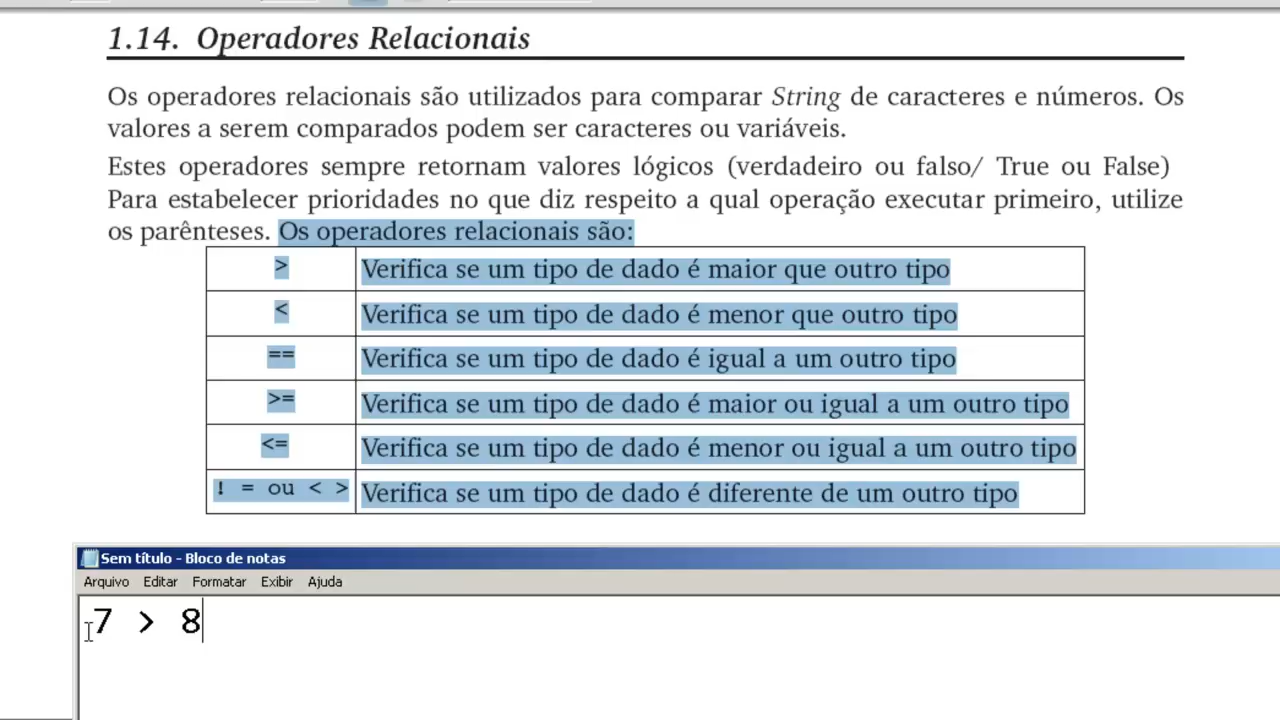 1.14. Operadores Relacionais
Os operadores relacionais são utilizados para comparar String de caracteres e números. Os
valores a serem comparados podem ser caracteres ou variáveis.
Estes operadores sempre retornam valores lógicos (verdadeiro ou falso/ True ou False)
Para estabelecer prioridades no que diz respeito a qual operação executar primeiro, utilize
os parênteses. Os operadores relacionais são:
> Verifica se um tipo de dado é maior que outro tipo
< Verifica se um tipo de dado é menor que outro tipo
== Verifica se um tipo de dado é igual a um outro tipo
>= Verifica se um tipo de dado é maior ou igual a um outro tipo
<= Verifica se um tipo de dado é menor ou igual a um outro tipo
! = ou < > Verifica se um tipo de dado é diferente de um outro tipo
Sem título - Bloco de notas
Arquivo Editar Formatar Exibir Ajuda
7 > 8